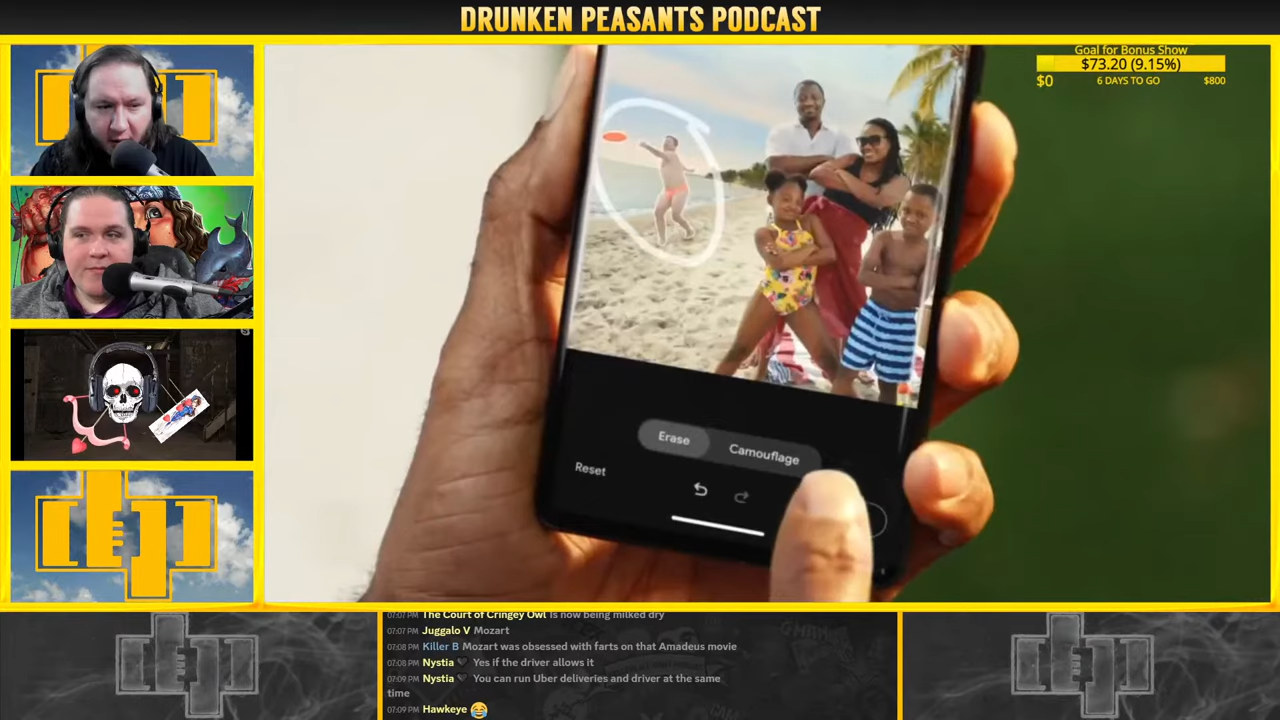 DRUNKEN PEASANTS PODCAST
Goal for Bonus Show
$73.20 (9.15%)
$0 6 DAYS TO GO $800
Erase Camouflage
Reset
07:07 PM The Court of Cringey Owl Is now being milked dry
07:07 PM Juggalo V Mozart
07:08 PM Killer B Mozart was obsessed with farts on that Amadeus movie
07:08 PM Nystia Yes if the driver allows it
07:09 PM Nystia You can run Uber deliveries and driver at the same
time
07:09 PM Hawkeye 😂